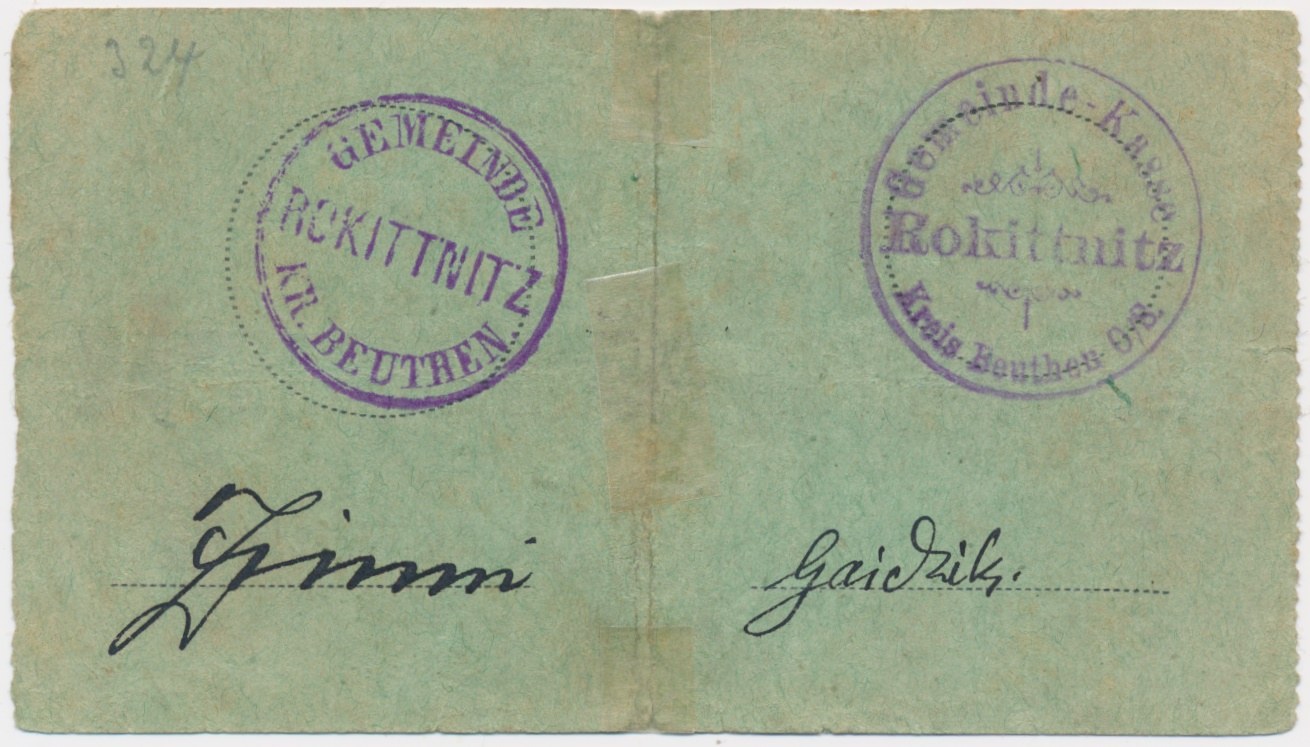 324
GEMEINDE
ROKITTNITZ
KR. BEUTHEN.
Gemeinde-Kasse
Rokittnitz
Kreis Beuthen O/S.
Gaidzik.